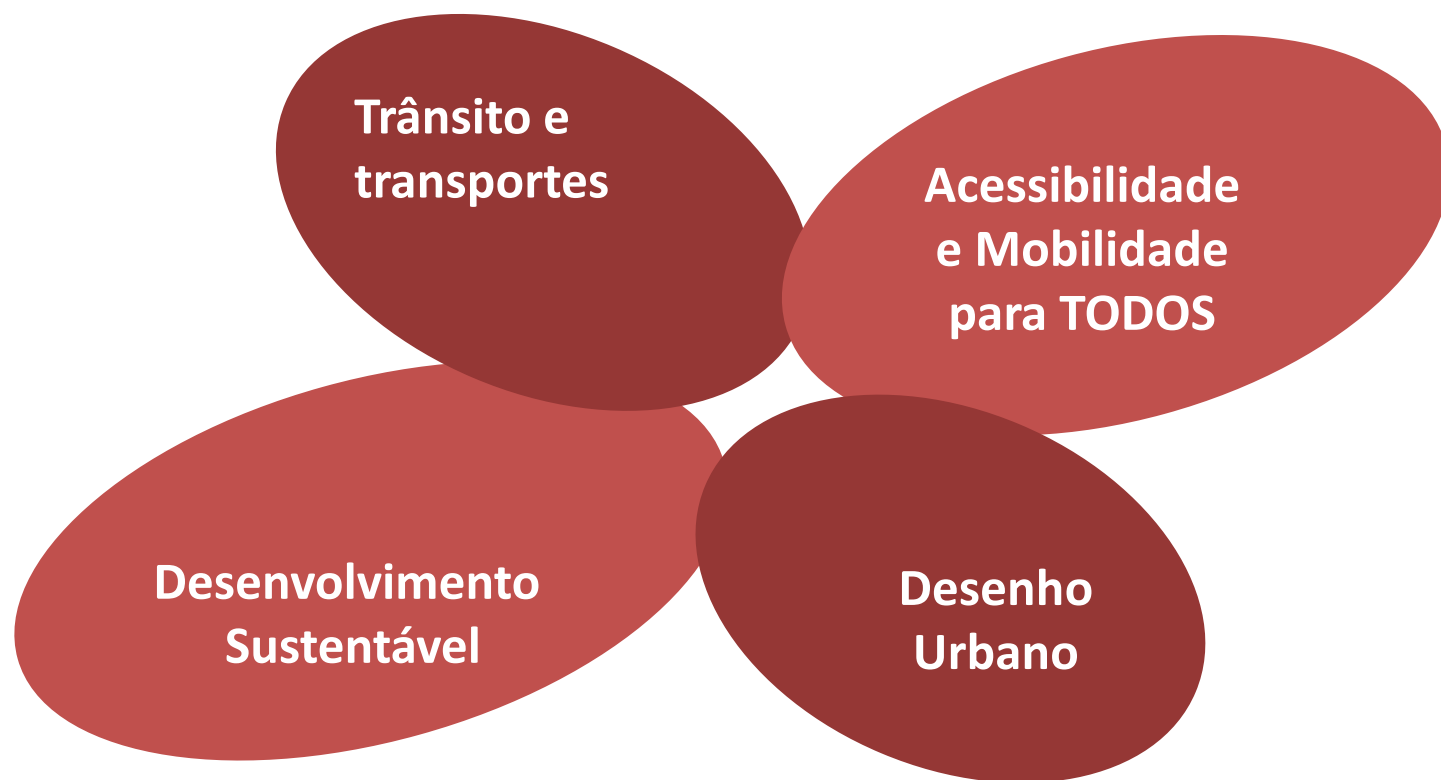 Trânsito e
transportes
Acessibilidade
e Mobilidade
para TODOS
Desenvolvimento
Sustentável
Desenho
Urbano